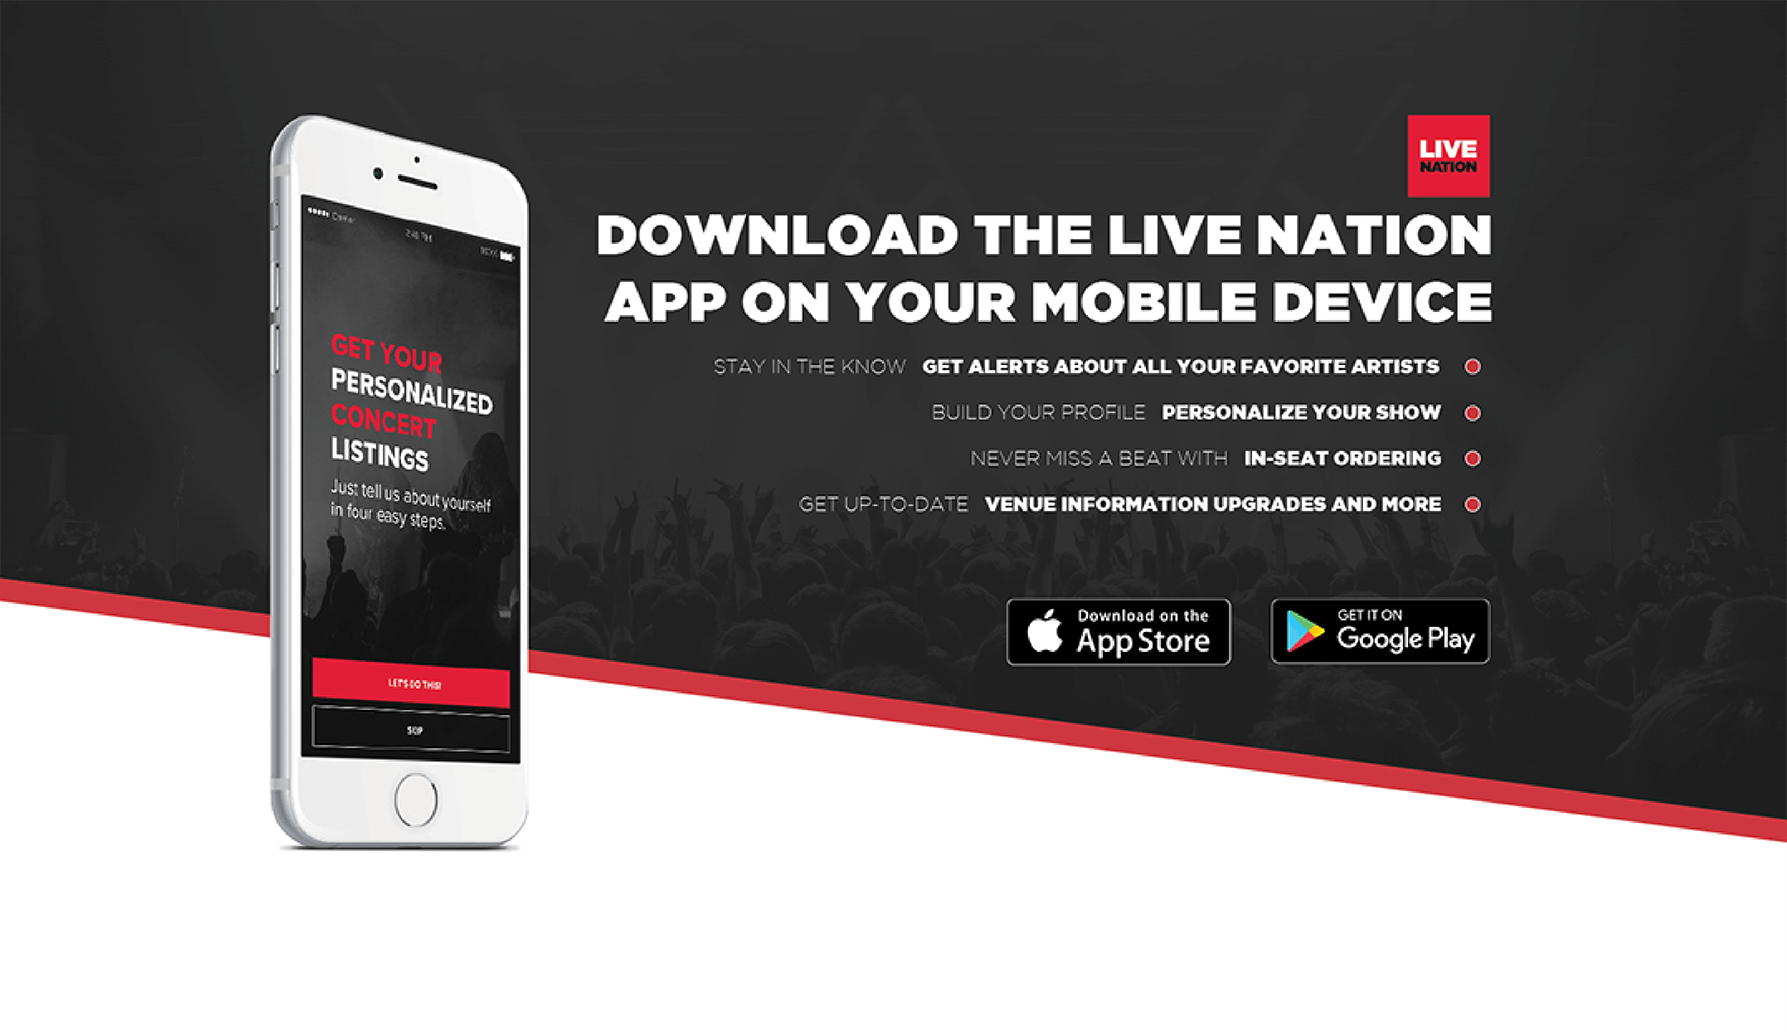 LIVE
NATION
DOWNLOAD THE LIVE NATION
APP ON YOUR MOBILE DEVICE
STAY IN THE KNOW GET ALERTS ABOUT ALL YOUR FAVORITE ARTISTS
BUILD YOUR PROFILE PERSONALIZE YOUR SHOW
NEVER MISS A BEAT WITH IN-SEAT ORDERING
GET UP-TO-DATE VENUE INFORMATION UPGRADES AND MORE
Download on the
App Store
GET IT ON
Google Play
Carrier
GET YOUR
PERSONALIZED
CONCERT
LISTINGS
Just tell us about yourself
in four easy steps.
LET'S DO THIS!
SKIP